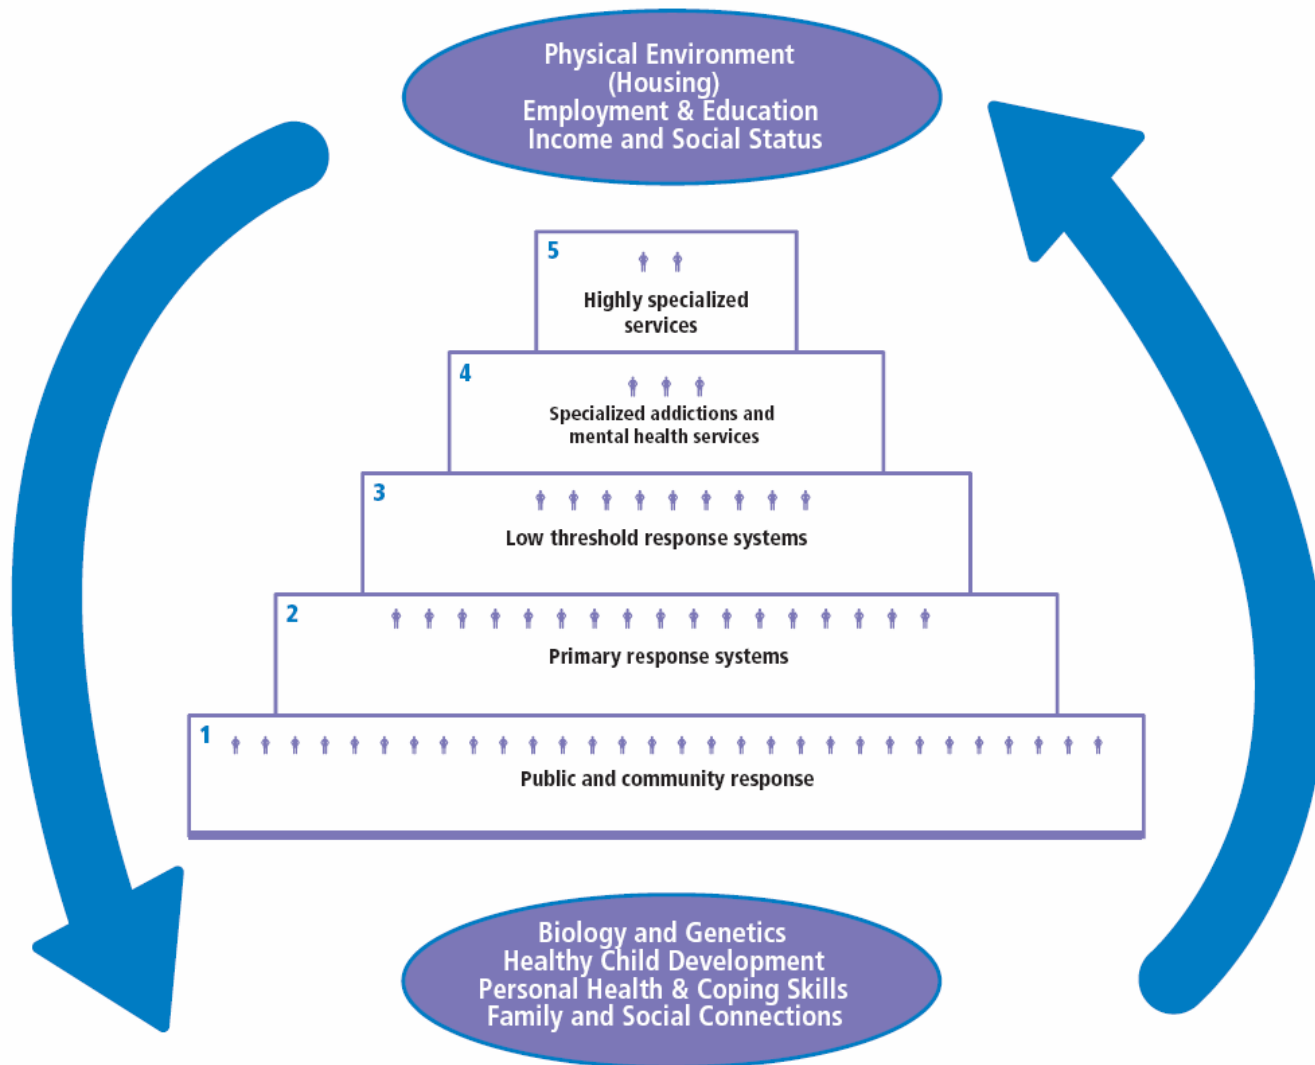 Physical Environment
(Housing)
Employment & Education
Income and Social Status
5
Highly specialized
services
4
Specialized addictions and
mental health services
3
Low threshold response systems
2
Primary response systems
1
Public and community response
Biology and Genetics
Healthy Child Development
Personal Health & Coping Skills
Family and Social Connections